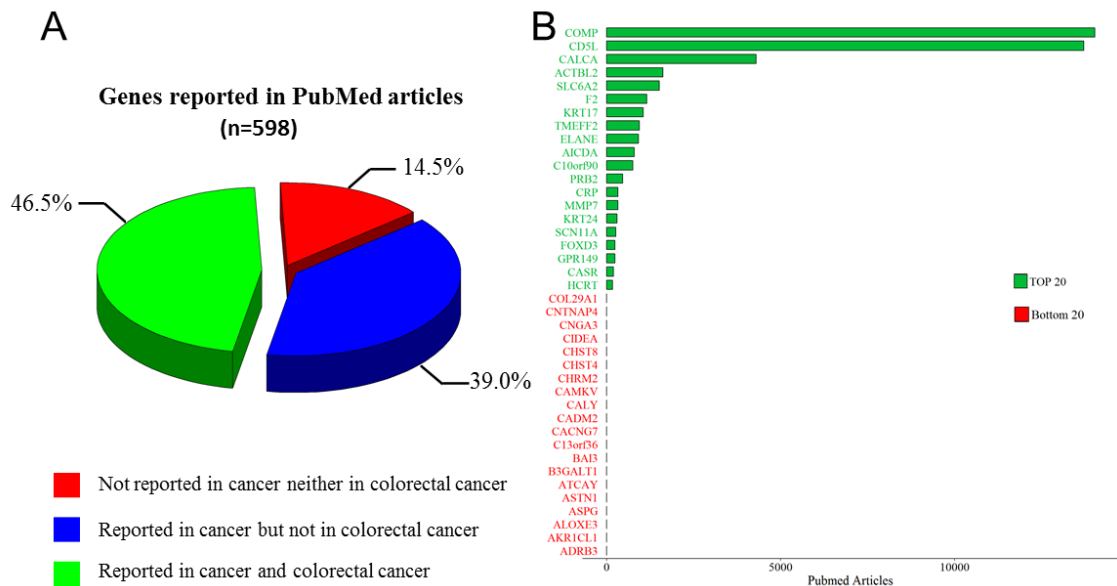 A
Genes reported in PubMed articles
(n=598)
14.5%
46.5%
39.0%
Not reported in cancer neither in colorectal cancer
Reported in cancer but not in colorectal cancer
Reported in cancer and colorectal cancer
B
COMP
CD5L
CALCA
ACTBL2
SLC6A2
F2
KRT17
TMEFF2
ELANE
AICDA
C10orf90
PRB2
CRP
MMP7
KRT24
SCN11A
FOXD3
GPR149
CASR
HCRT
COL29A1
CNTNAP4
CNGA3
CIDEA
CHST8
CHST4
CHRM2
CAMKV
CALY
CADM2
CACNG7
C13orf36
BAI3
B3GALT1
ATCAY
ASTN1
ASPG
ALOXE3
AKR1CL1
ADRB3
TOP 20
Bottom 20
0 5000 10000
Pubmed Articles